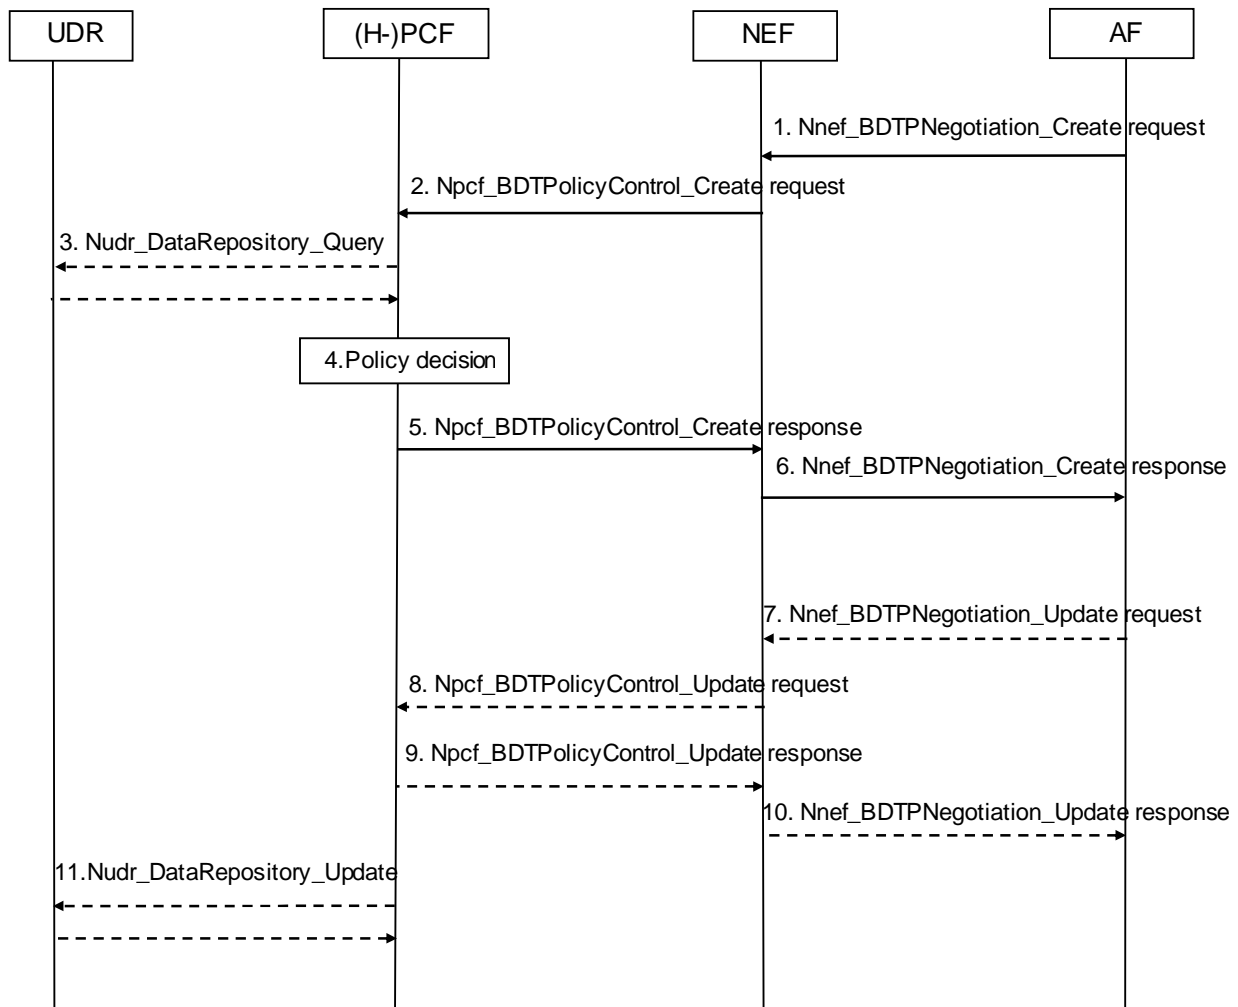 UDR
(H-)PCF
NEF
AF
1. Nnef_BDTPNegotiation_Create request
2. Npcf_BDTPolicyControl_Create request
3. Nudr_DataRepository_Query
4.Policy decision
5. Npcf_BDTPolicyControl_Create response
6. Nnef_BDTPNegotiation_Create response
7. Nnef_BDTPNegotiation_Update request
8. Npcf_BDTPolicyControl_Update request
9. Npcf_BDTPolicyControl_Update response
10. Nnef_BDTPNegotiation_Update response
11.Nudr_DataRepository_Update